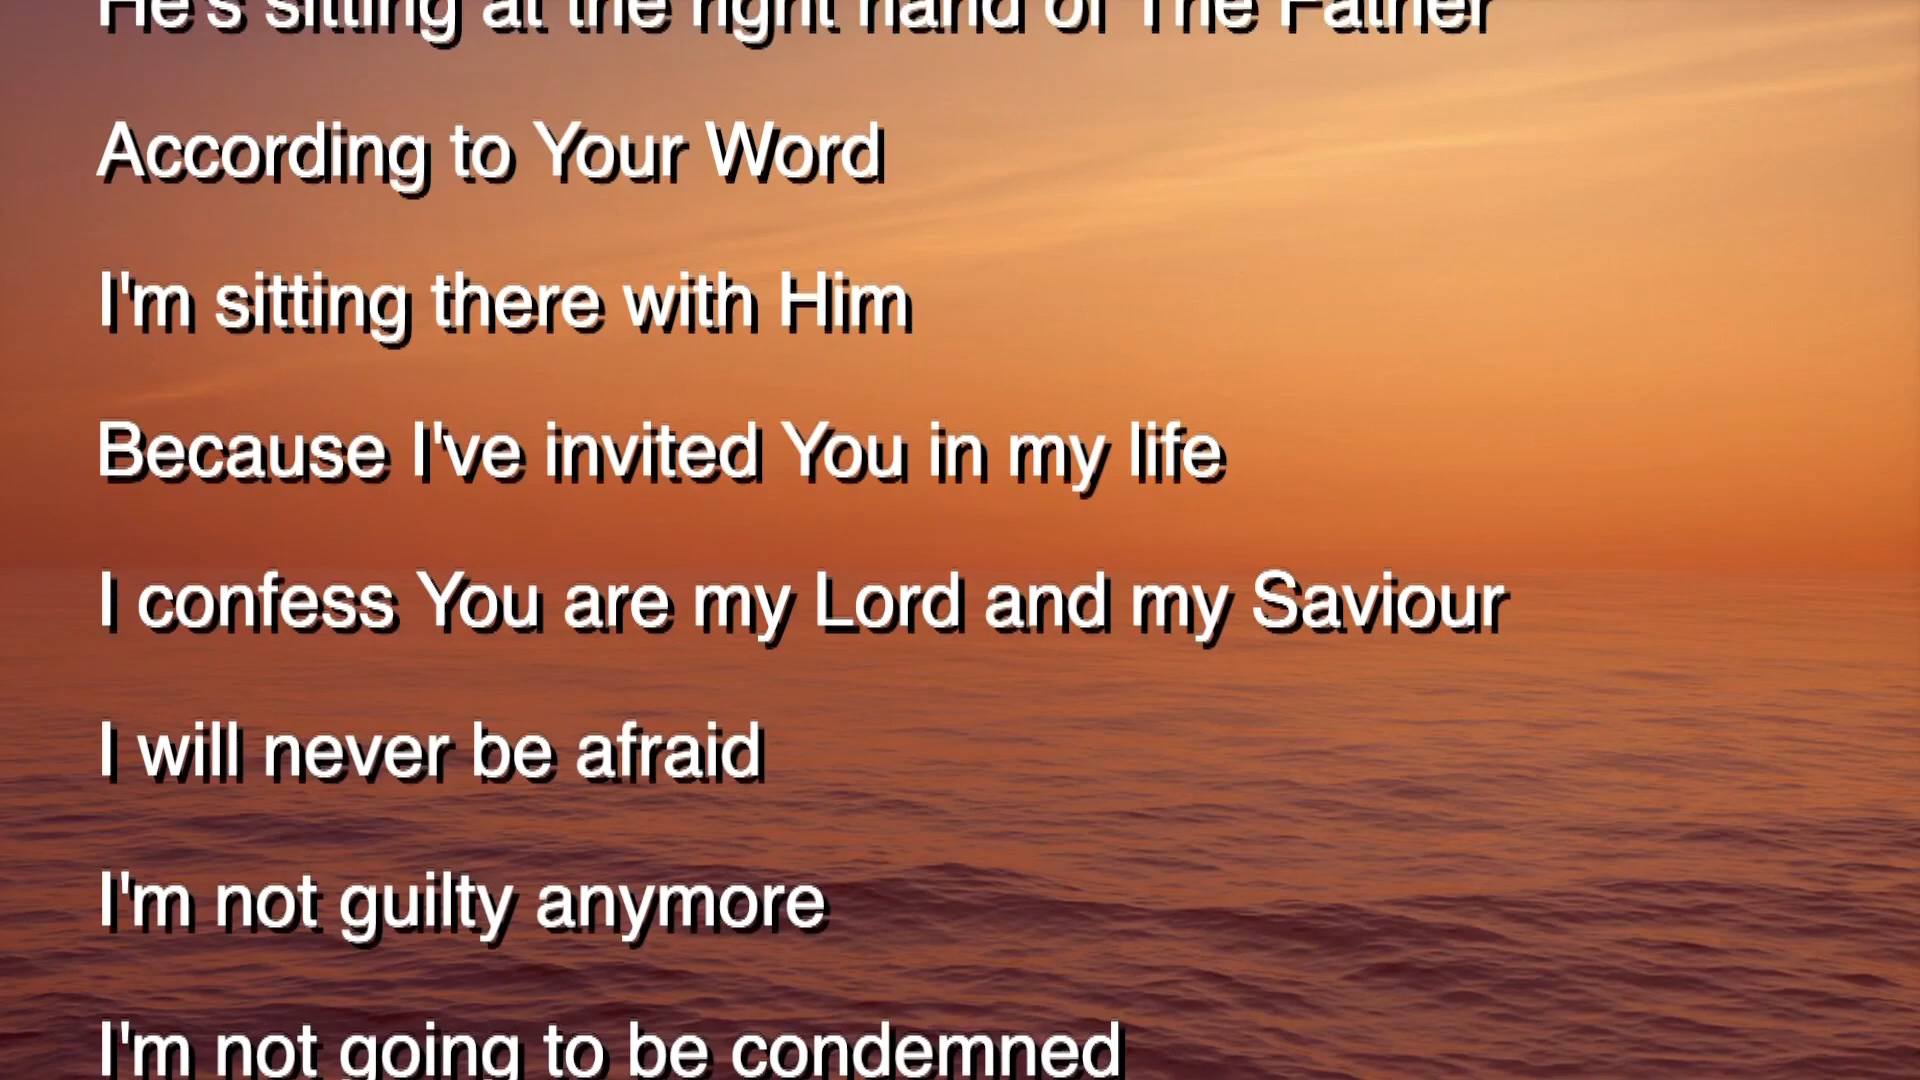 He's sitting at the right hand of The Father
According to Your Word
I'm sitting there with Him
Because I've invited You in my life
I confess You are my Lord and my Saviour
I will never be afraid
I'm not guilty anymore
I'm not going to be condemned